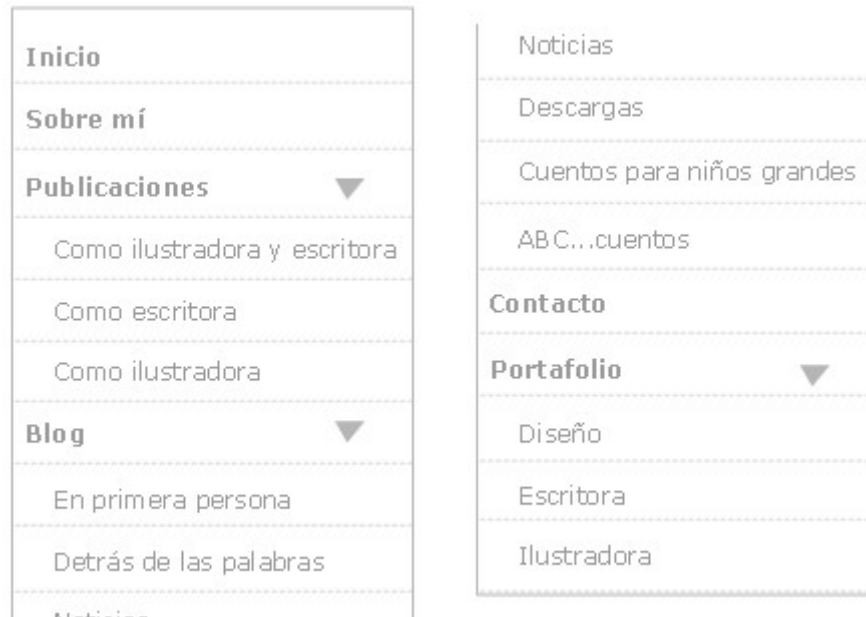 Inicio
Sobre mí
Publicaciones
Como ilustradora y escritora
Como escritora
Como ilustradora
Blog
En primera persona
Detrás de las palabras
Noticias
Noticias
Descargas
Cuentos para niños grandes
ABC...cuentos
Contacto
Portafolio
Diseño
Escritora
Ilustradora